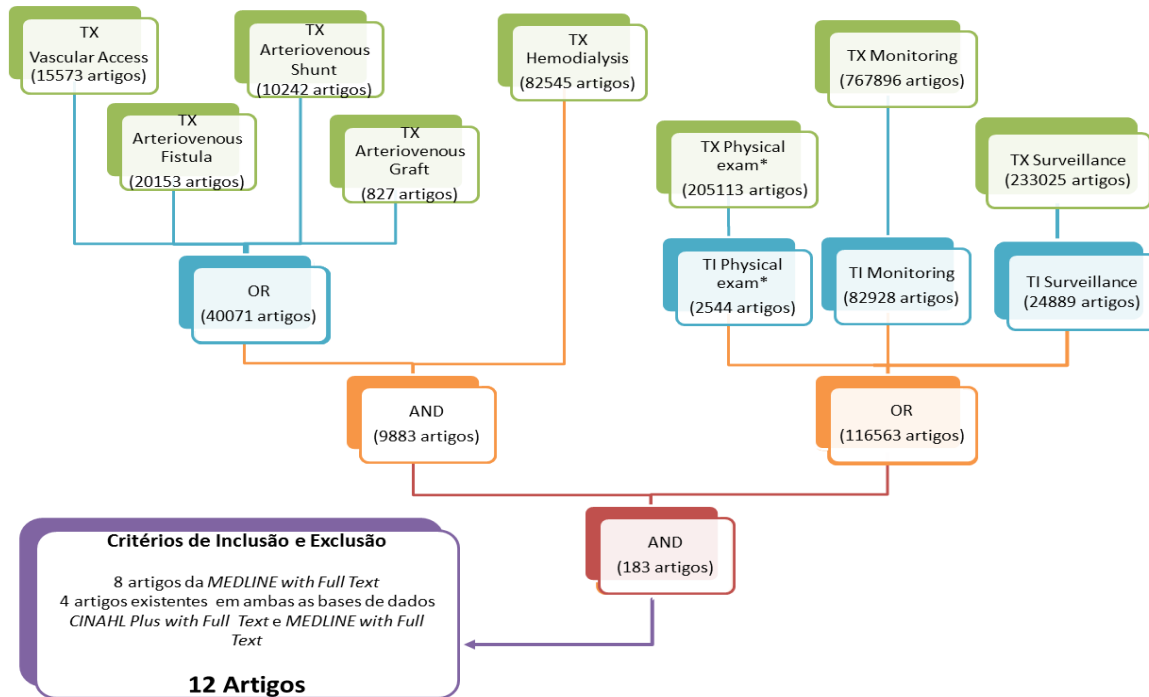 TX
Vascular Access
(15573 artigos)
TX
Arteriovenous
Shunt
(10242 artigos)
TX
Hemodialysis
(82545 artigos)
TX Monitoring
(767896 artigos)
TX
Arteriovenous
Fistula
(20153 artigos)
TX
Arteriovenous
Graft
(827 artigos)
TX Physical
exam*
(205113 artigos)
TX Surveillance
(233025 artigos)
OR
(40071 artigos)
TI Physical
exam*
(2544 artigos)
TI Monitoring
(82928 artigos)
TI Surveillance
(24889 artigos)
AND
(9883 artigos)
OR
(116563 artigos)
AND
(183 artigos)
Critérios de Inclusão e Exclusão
8 artigos da MEDLINE with Full Text
4 artigos existentes em ambas as bases de dados
CINAHL Plus with Full Text e MEDLINE with Full
Text
12 Artigos